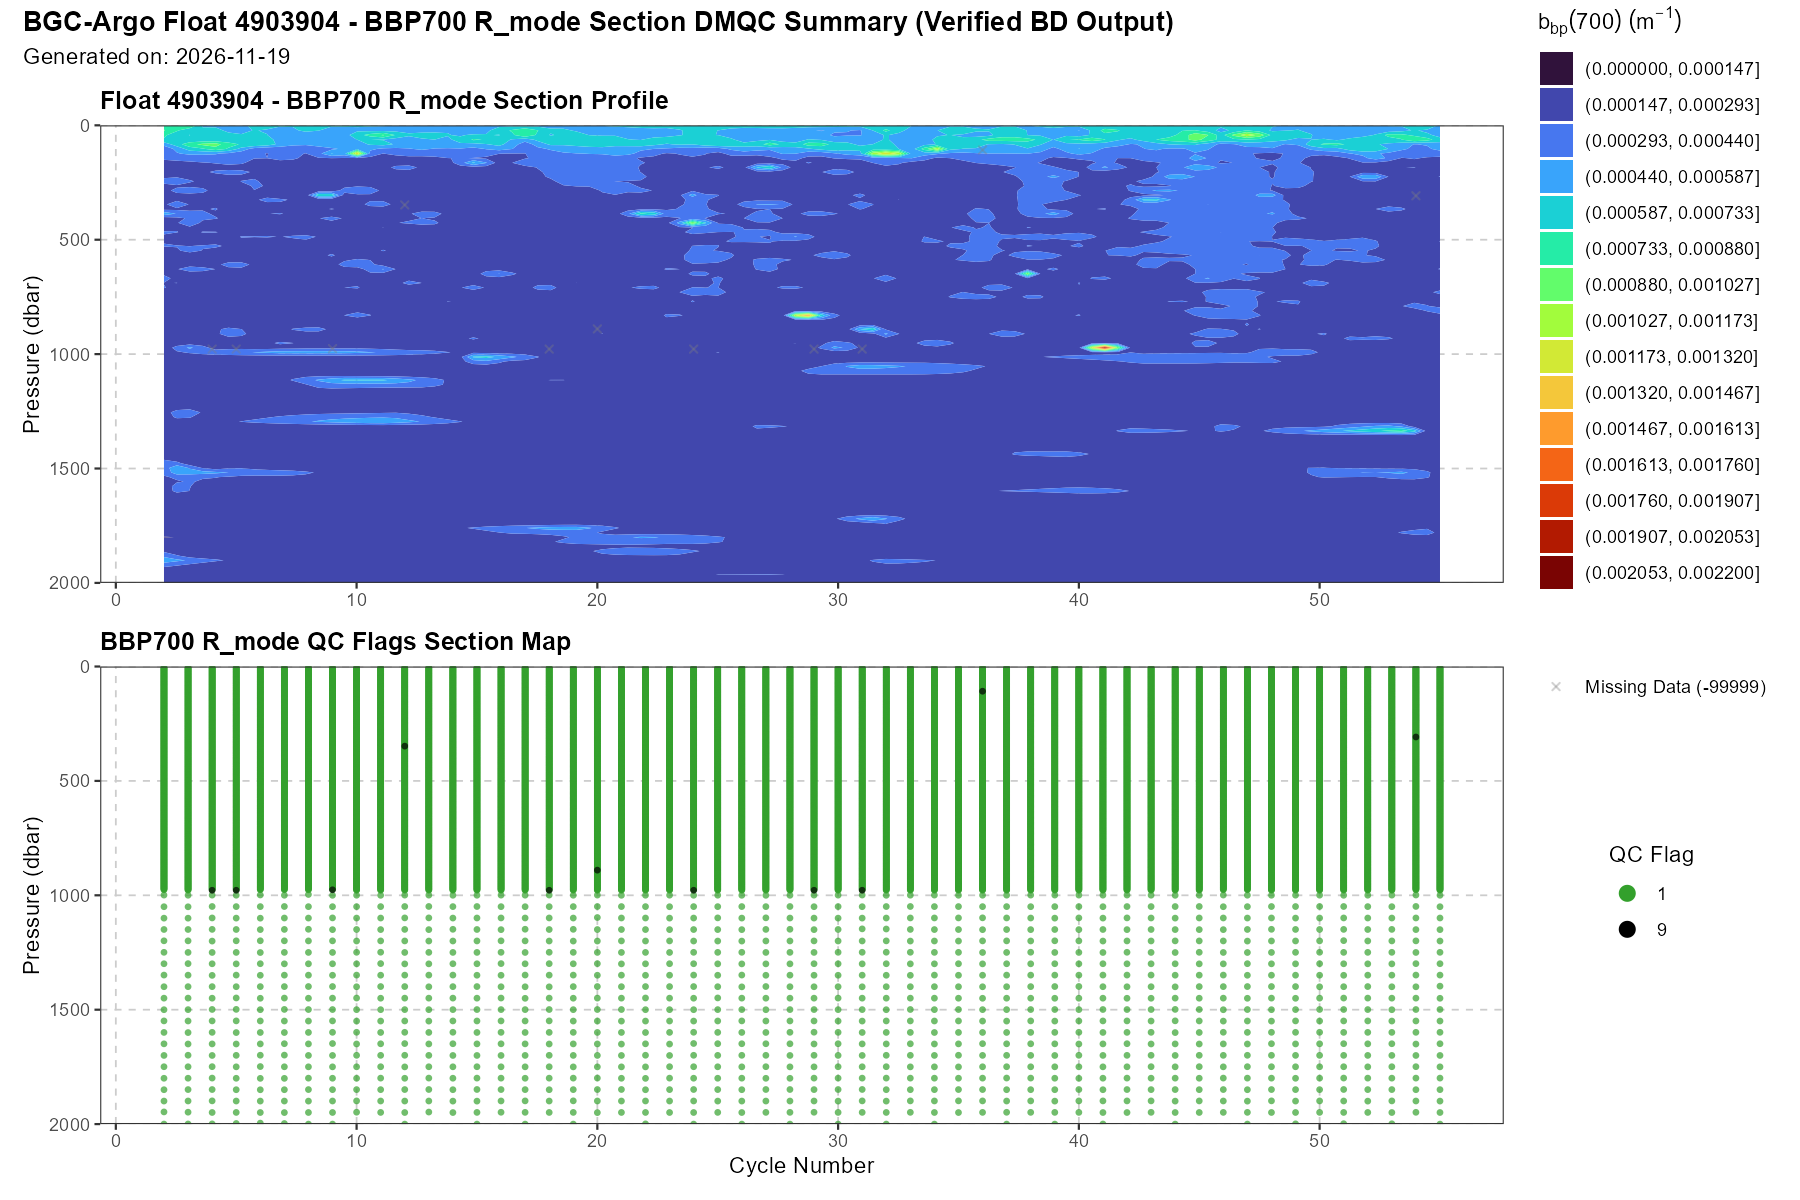 BGC-Argo Float 4903904 - BBP700 R_mode Section DMQC Summary (Verified BD Output)
Generated on: 2026-11-19
Float 4903904 - BBP700 R_mode Section Profile
Pressure (dbar)
0
500
1000
1500
2000
0 10 20 30 40 50
b_bp(700) (m⁻¹)
(0.000000, 0.000147]
(0.000147, 0.000293]
(0.000293, 0.000440]
(0.000440, 0.000587]
(0.000587, 0.000733]
(0.000733, 0.000880]
(0.000880, 0.001027]
(0.001027, 0.001173]
(0.001173, 0.001320]
(0.001320, 0.001467]
(0.001467, 0.001613]
(0.001613, 0.001760]
(0.001760, 0.001907]
(0.001907, 0.002053]
(0.002053, 0.002200]
BBP700 R_mode QC Flags Section Map
Pressure (dbar)
0
500
1000
1500
2000
0 10 20 30 40 50
Cycle Number
Missing Data (-99999)
QC Flag
1
9